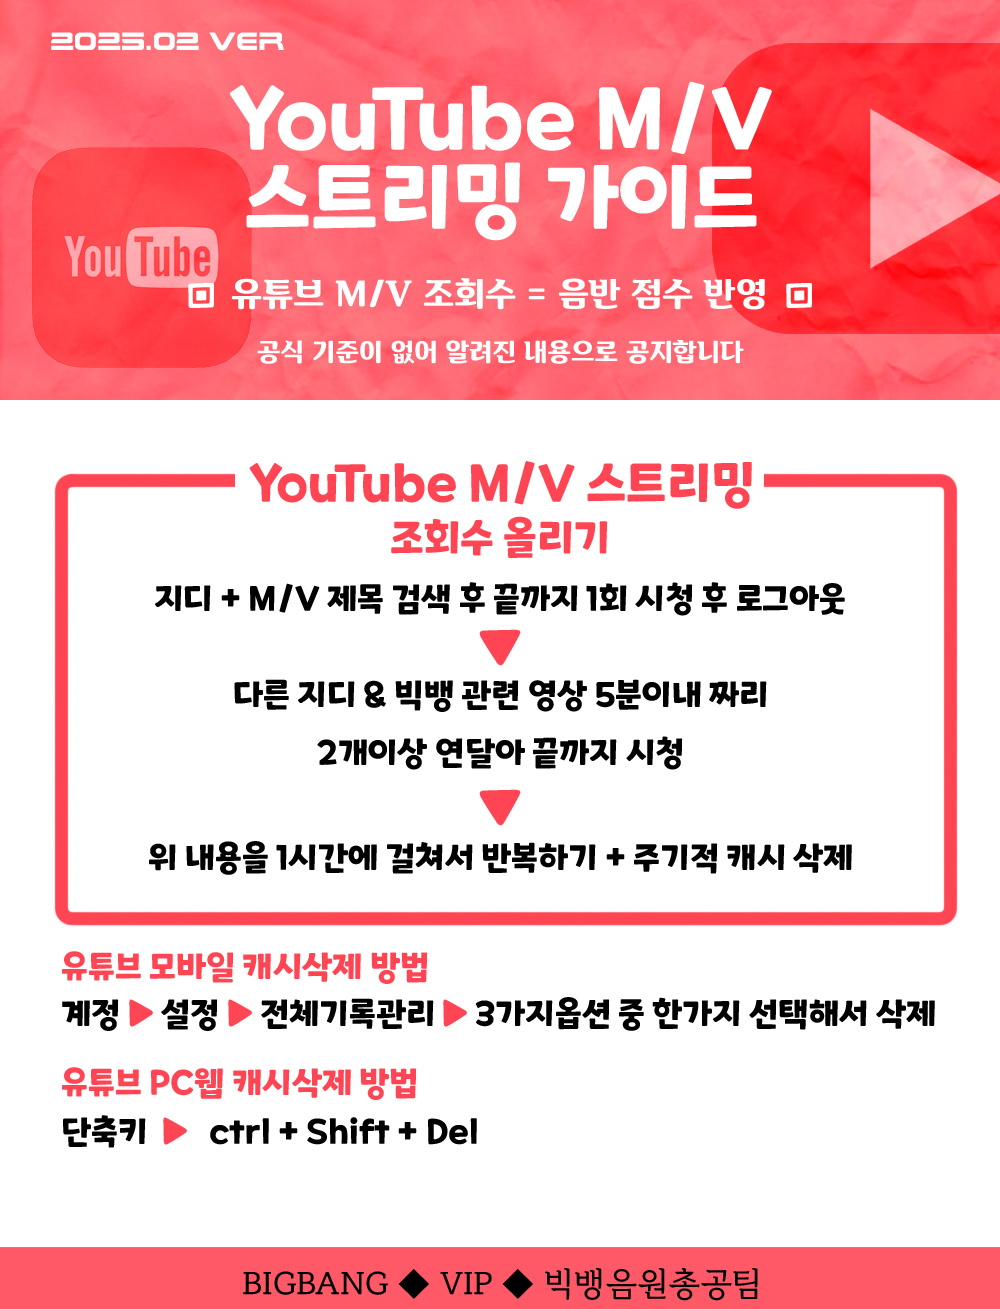 2025.02 VER
YouTube M/V
스트리밍 가이드
YouTube
유튜브 M/V 조회수 = 음반 점수 반영
공식 기준이 없어 알려진 내용으로 공지합니다
YouTube M/V 스트리밍
조회수 올리기
지디 + M/V 제목 검색 후 끝까지 1회 시청 후 로그아웃
▼
다른 지디 & 빅뱅 관련 영상 5분이내 짜리
2개이상 연달아 끝까지 시청
▼
위 내용을 1시간에 걸쳐서 반복하기 + 주기적 캐시 삭제
유튜브 모바일 캐시삭제 방법
계정 ▶ 설정 ▶ 전체기록관리 ▶ 3가지옵션 중 한가지 선택해서 삭제
유튜브 PC웹 캐시삭제 방법
단축키 ▶ ctrl + Shift + Del
BIGBANG ◆ VIP ◆ 빅뱅음원총공팀